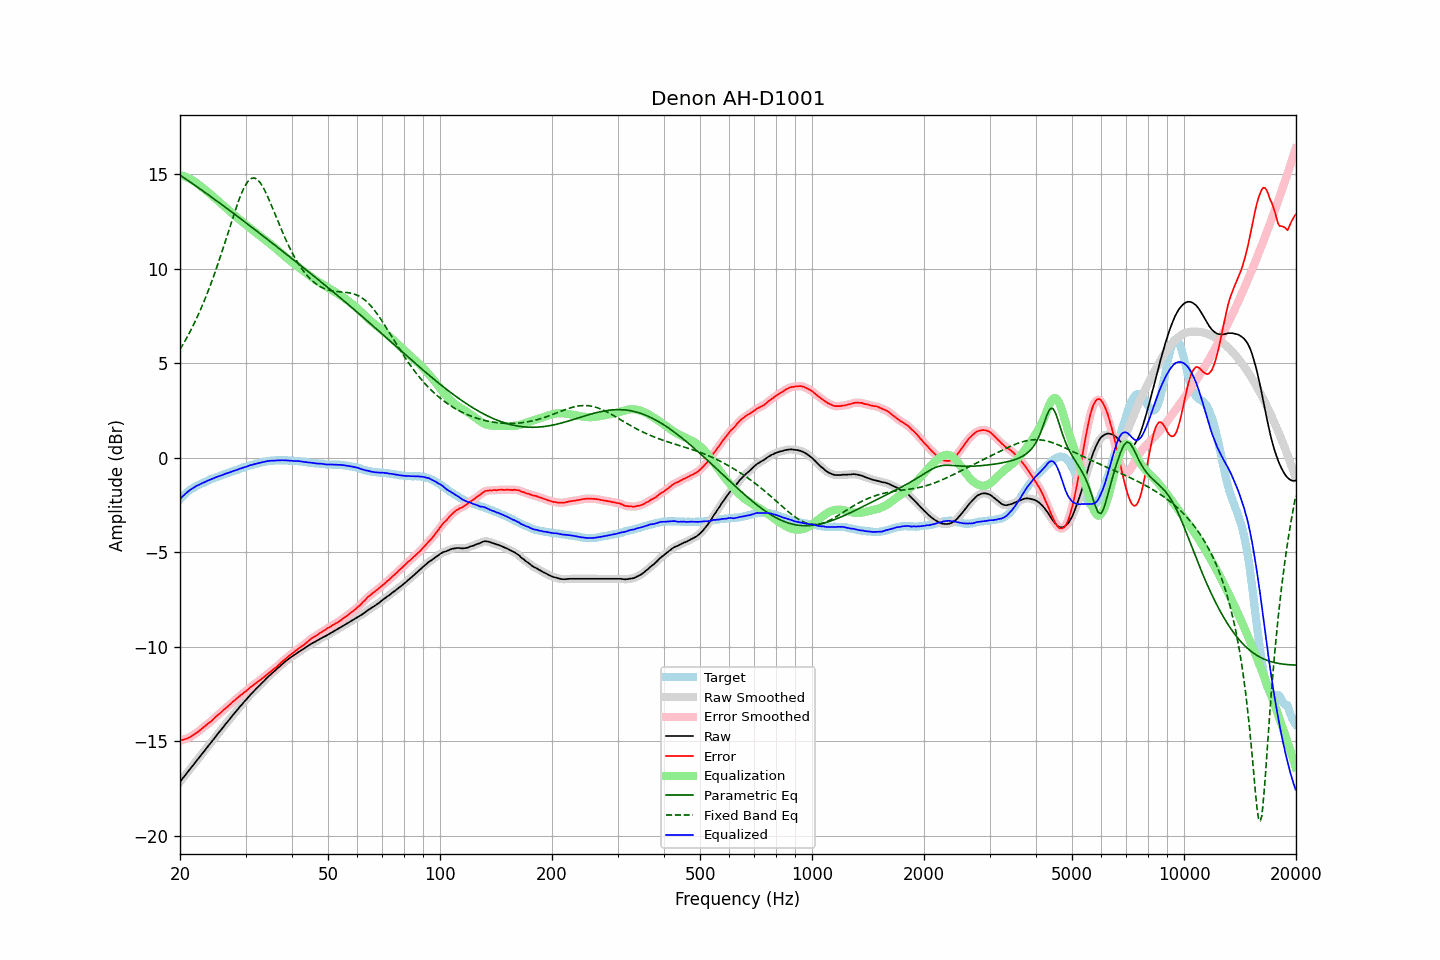 Denon AH-D1001
Amplitude (dBr)
15
10
5
0
−5
−10
−15
−20
20
50
100
200
500
1000
2000
5000
10000
20000
Frequency (Hz)
Target
Raw Smoothed
Error Smoothed
Raw
Error
Equalization
Parametric Eq
Fixed Band Eq
Equalized